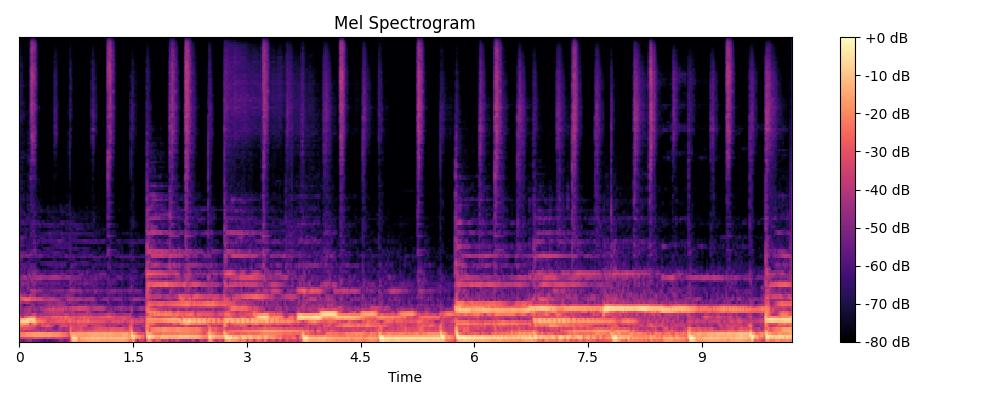 Mel Spectrogram
+0 dB
-10 dB
-20 dB
-30 dB
-40 dB
-50 dB
-60 dB
-70 dB
-80 dB
0 1.5 3 4.5 6 7.5 9
Time